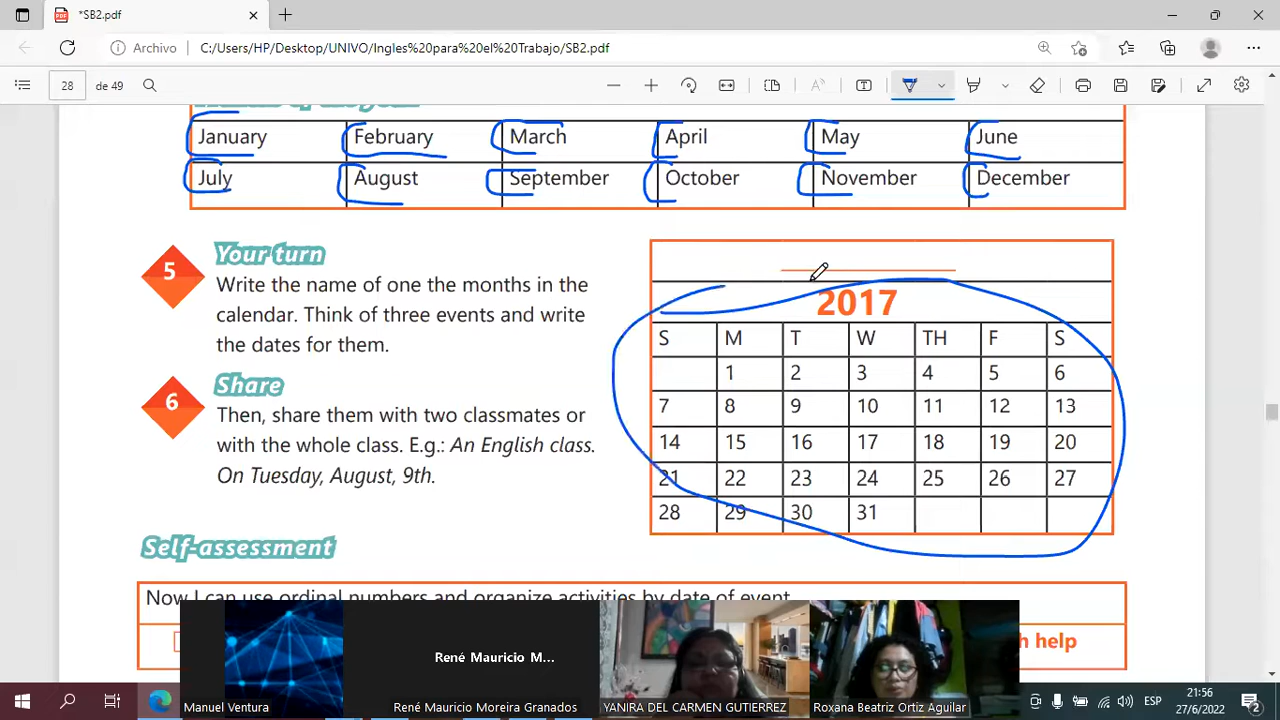 *SB2.pdf
Archivo
C:/Users/HP/Desktop/UNIVO/Ingles%20para%20el%20Trabajo/SB2.pdf
28
de 49
January February March April May June
July August September October November December
5
Your turn
Write the name of one the months in the
calendar. Think of three events and write
the dates for them.
6
Share
Then, share them with two classmates or
with the whole class. E.g.: An English class.
On Tuesday, August, 9th.
2017
S M T W TH F S
1 2 3 4 5 6
7 8 9 10 11 12 13
14 15 16 17 18 19 20
21 22 23 24 25 26 27
28 29 30 31
Self-assessment
Now I can use ordinal numbers and organize activities by date of event
help
René Mauricio M...
Manuel Ventura
René Mauricio Moreira Granados
YANIRA DEL CARMEN GUTIERREZ
Roxana Beatriz Ortiz Aguilar
ESP
21:56
27/6/2022
2